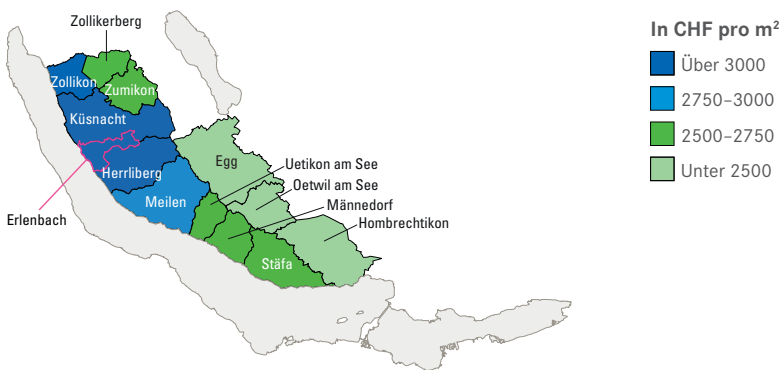 Zollikerberg
Zollikon
Zumikon
Küsnacht
Egg
Uetikon am See
Herrliberg
Oetwil am See
Meilen
Männedorf
Erlenbach
Hombrechtikon
Stäfa
In CHF pro m²
Über 3000
2750–3000
2500–2750
Unter 2500